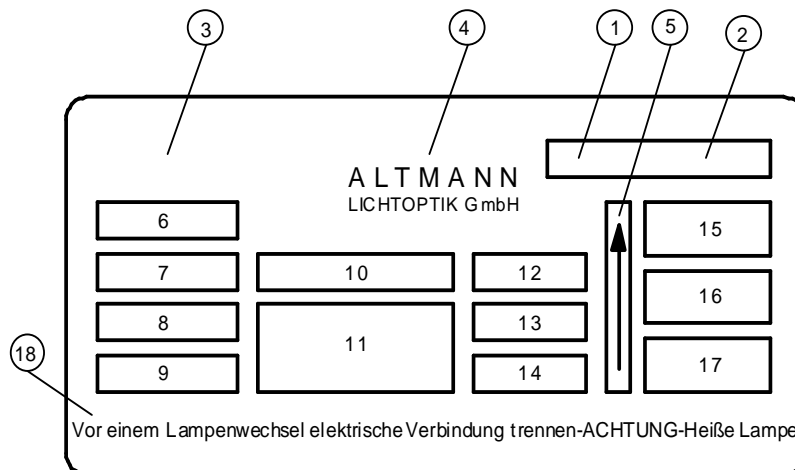 3 4 1 5 2
ALTMANN
LICHTOPTIK GmbH
6 15
7 10 12
16
8 13
11
18
9 14 17
Vor einem Lampenwechsel elektrische Verbindung trennen-ACHTUNG-Heiße Lampe